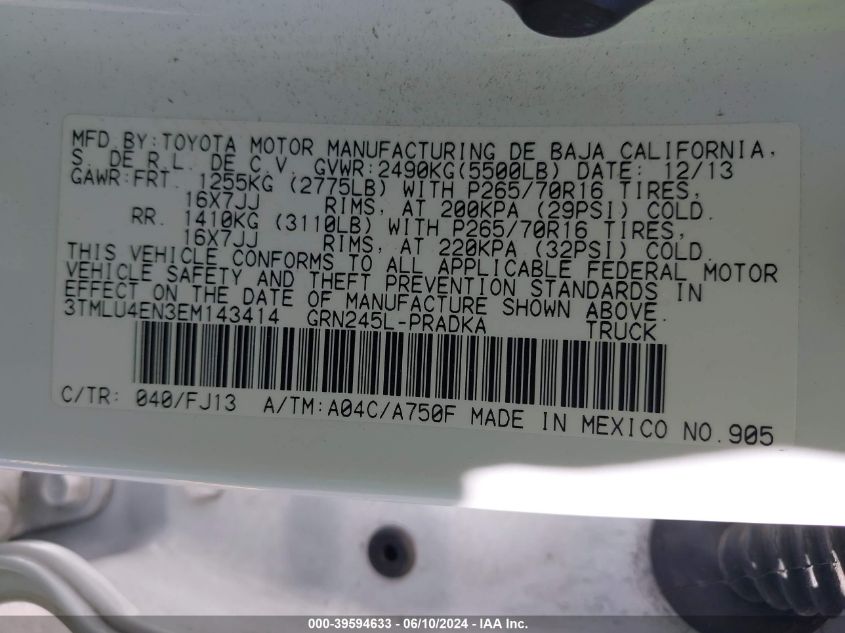 MFD.BY:TOYOTA MOTOR MANUFACTURING DE BAJA CALIFORNIA,
S. DE R.L. DE C.V. GVWR:2490KG(5500LB) DATE: 12/13
GAWR:FRT. 1255KG (2775LB) WITH P265/70R16 TIRES,
16X7JJ RIMS, AT 200KPA (29PSI) COLD.
RR. 1410KG (3110LB) WITH P265/70R16 TIRES,
16X7JJ RIMS, AT 220KPA (32PSI) COLD.
THIS VEHICLE CONFORMS TO ALL APPLICABLE FEDERAL MOTOR
VEHICLE SAFETY AND THEFT PREVENTION STANDARDS IN
EFFECT ON THE DATE OF MANUFACTURE SHOWN ABOVE.
3TMLU4EN3EM143414 GRN245L-PRADKA TRUCK
C/TR: 040/FJ13 A/TM:A04C/A750F MADE IN MEXICO NO.905
000-39594633 - 06/10/2024 - IAA Inc.